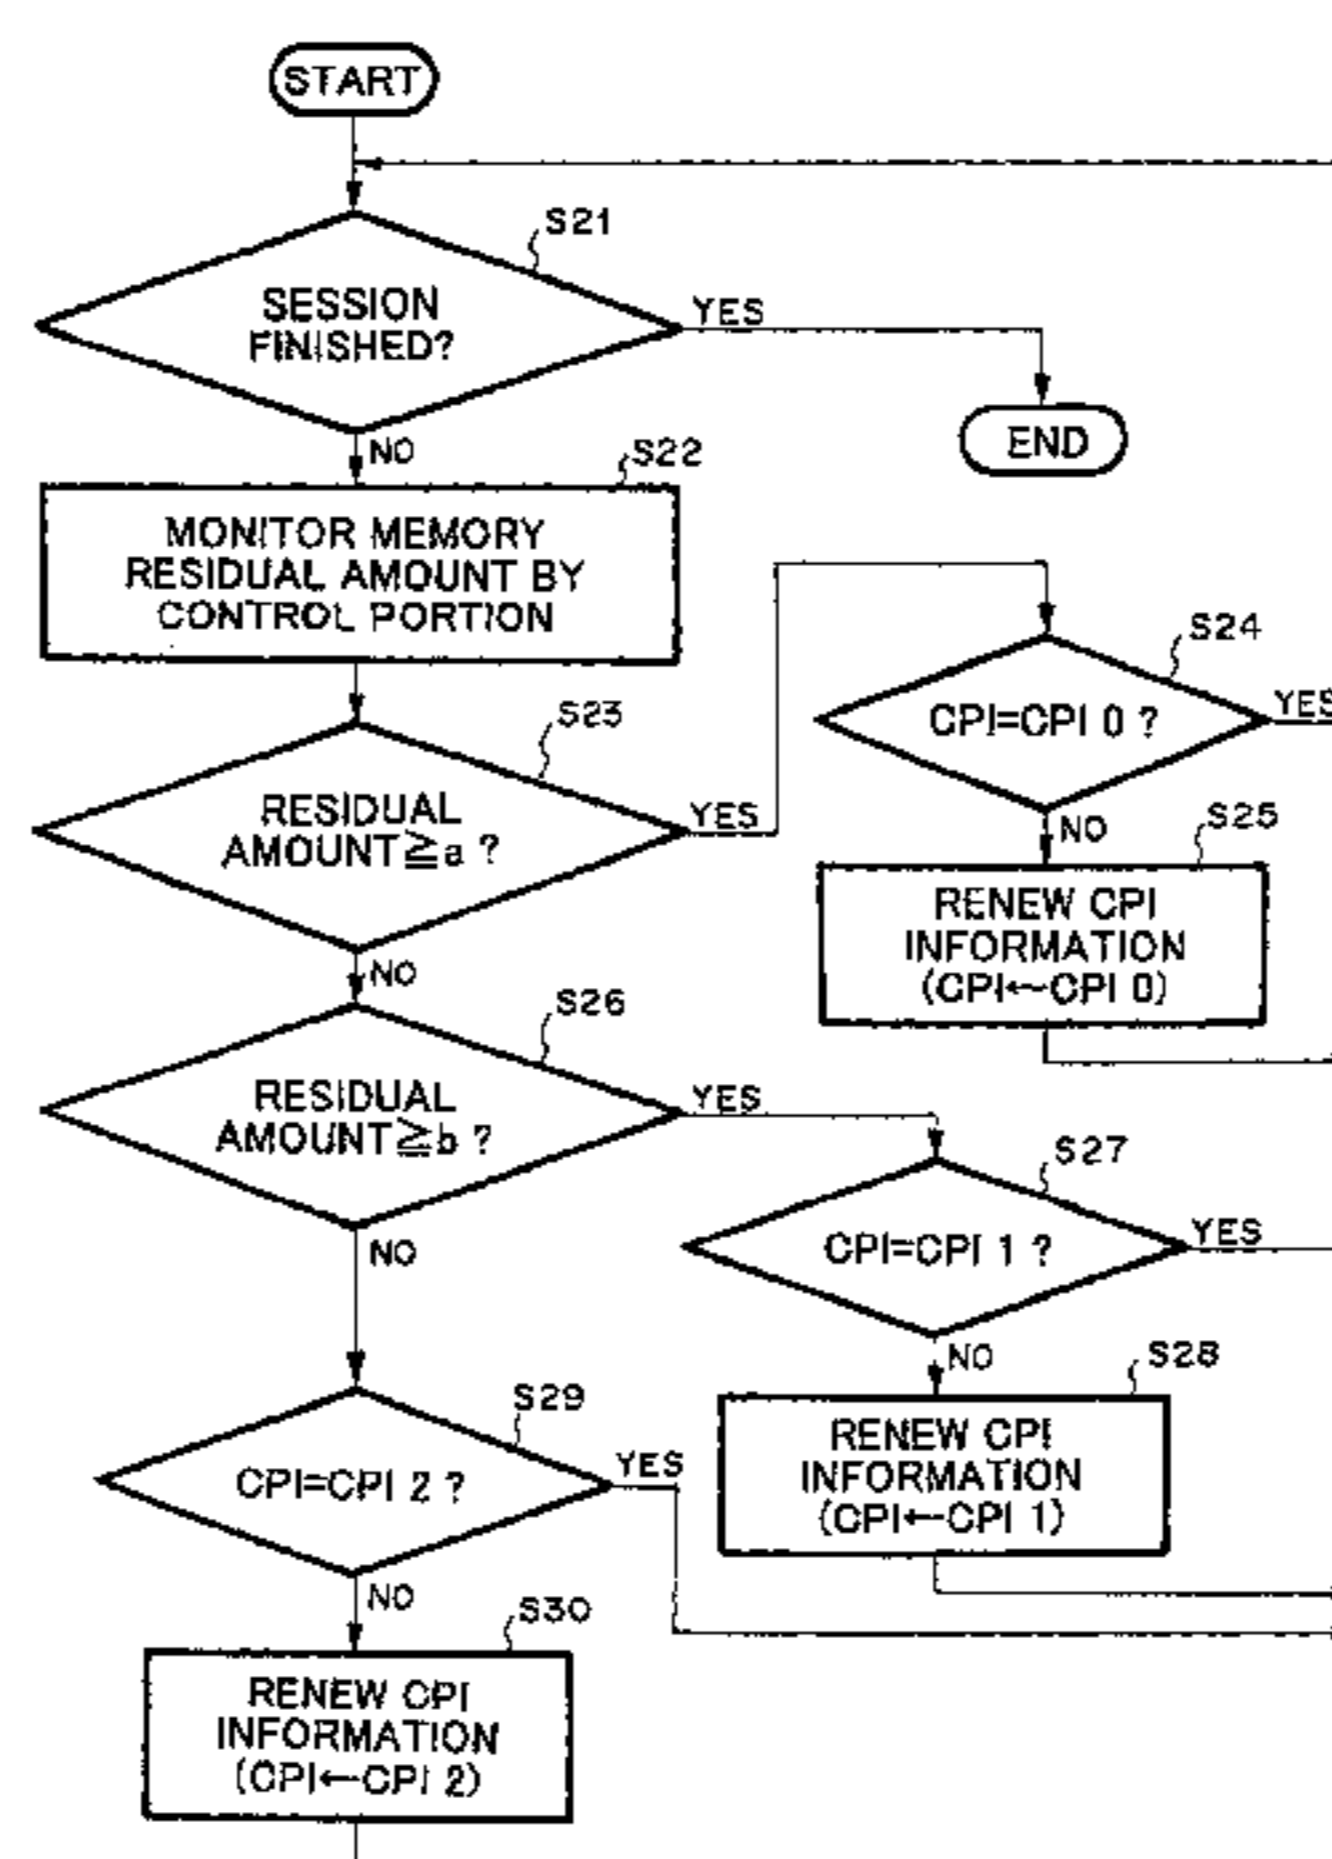 START
S21
SESSION
FINISHED?
YES
END
NO
S22
MONITOR MEMORY
RESIDUAL AMOUNT BY
CONTROL PORTION
S23
RESIDUAL
AMOUNT≧a ?
YES
S24
CPI=CPI 0 ?
YES
NO
S25
RENEW CPI
INFORMATION
(CPI←CPI 0)
NO
S26
RESIDUAL
AMOUNT≧b ?
YES
S27
CPI=CPI 1 ?
YES
NO
S28
RENEW CPI
INFORMATION
(CPI←CPI 1)
NO
S29
CPI=CPI 2 ?
YES
NO
S30
RENEW CPI
INFORMATION
(CPI←CPI 2)